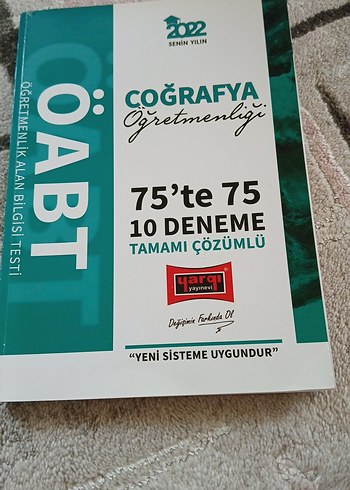 2022
SENİN YILIN
COĞRAFYA
Öğretmenliği
75'te 75
10 DENEME
TAMAMI ÇÖZÜMLÜ
yargı
yayınevi
Değişimin Farkında Ol
“YENİ SİSTEME UYGUNDUR”
ÖABT
ÖĞRETMENLİK ALAN BİLGİSİ TESTİ